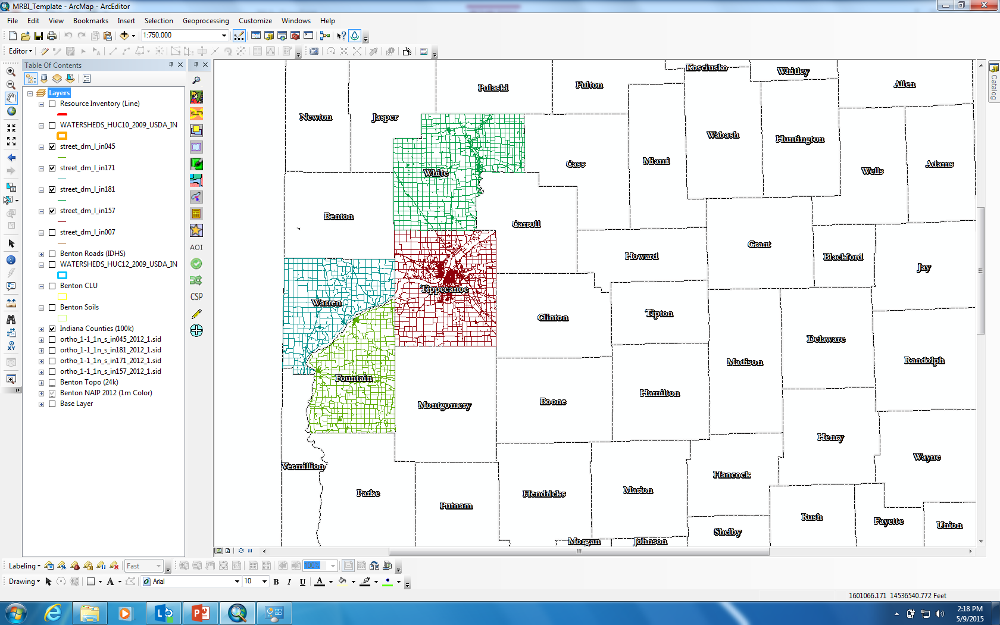 MRBI_Template - ArcMap - ArcEditor
File Edit View Bookmarks Insert Selection Geoprocessing Customize Windows Help
1:750,000
Editor
Table Of Contents
Layers
Resource Inventory (Line)
WATERSHEDS_HUC10_2009_USDA_IN
street_dm_l_in045
street_dm_l_in171
street_dm_l_in181
street_dm_l_in157
street_dm_l_in007
Benton Roads (IDHS)
WATERSHEDS_HUC12_2009_USDA_IN
Benton CLU
Benton Soils
Indiana Counties (100k)
ortho_1-1_1n_s_in045_2012_1.sid
ortho_1-1_1n_s_in181_2012_1.sid
ortho_1-1_1n_s_in171_2012_1.sid
ortho_1-1_1n_s_in157_2012_1.sid
Benton Topo (24k)
Benton NAIP 2012 (1m Color)
Base Layer
XY
AOI
CSP
Catalog
Kosciusko
Whitley
Pulaski
Fulton
Allen
Newton
Jasper
Wabash
Huntington
White
Cass
Miami
Wells
Adams
Benton
Carroll
Grant
Howard
Blackford
Jay
Tippecanoe
Warren
Clinton
Tipton
Delaware
Madison
Randolph
Fountain
Montgomery
Boone
Hamilton
Henry
Wayne
Vermillion
Hancock
Parke
Hendricks
Marion
Putnam
Rush
Fayette
Union
Shelby
Morgan
Johnson
Labeling Fast 100%
Drawing A Arial 10 B I U A
1601066.171 14536540.772 Feet
2:18 PM
5/9/2015